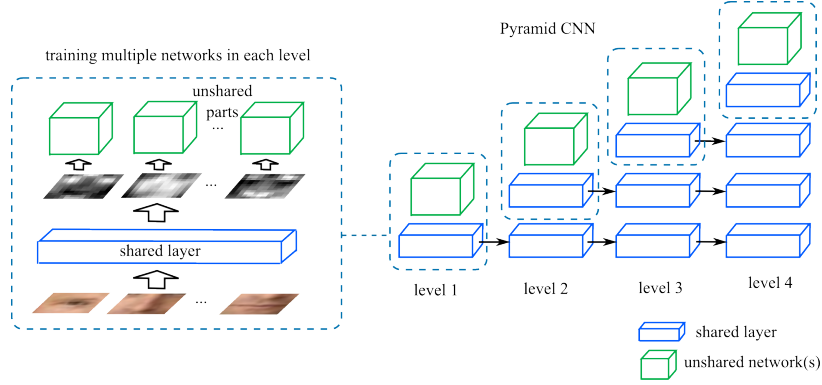 training multiple networks in each level
unshared
parts
...
...
shared layer
...
Pyramid CNN
level 1
level 2
level 3
level 4
shared layer
unshared network(s)